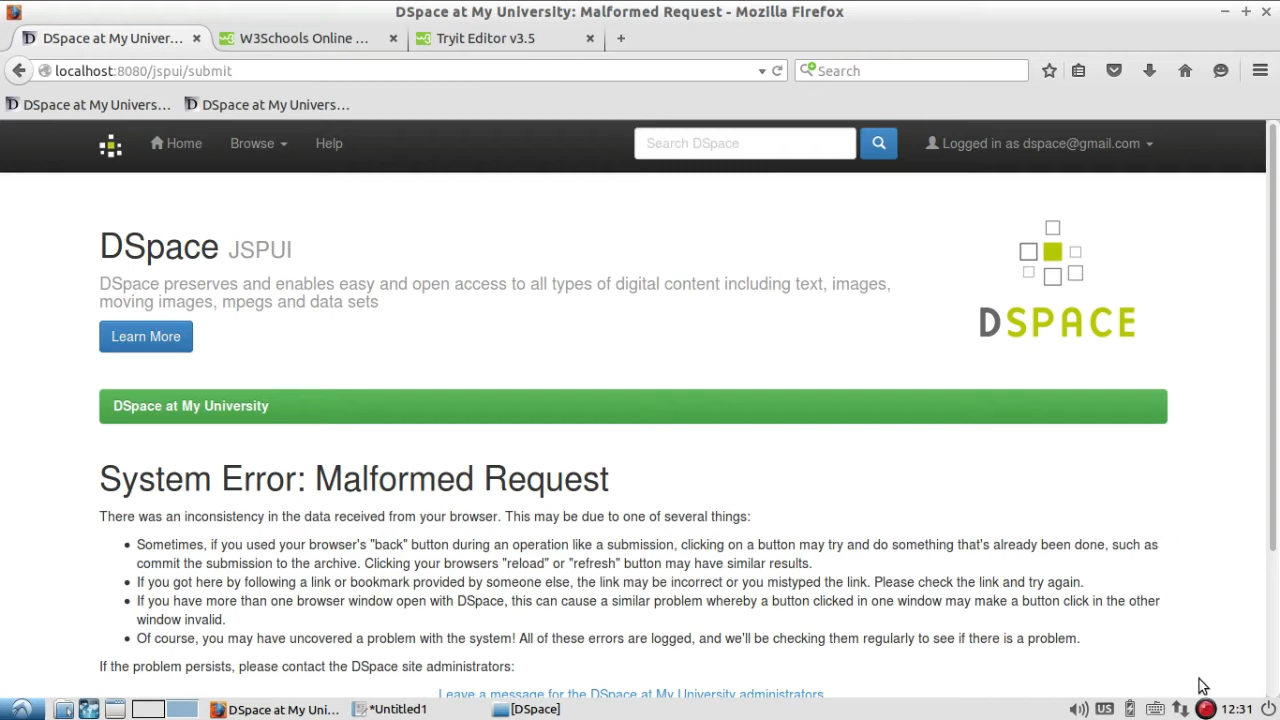 DSpace at My University: Malformed Request - Mozilla Firefox
DSpace at My Univer... × W3Schools Online ... × Tryit Editor v3.5 × +
localhost:8080/jspui/submit Search
DSpace at My Univers... DSpace at My Univers...
Home Browse Help Search DSpace Logged in as dspace@gmail.com
DSpace JSPUI
DSpace preserves and enables easy and open access to all types of digital content including text, images,
moving images, mpegs and data sets
Learn More
DSPACE
DSpace at My University
System Error: Malformed Request
There was an inconsistency in the data received from your browser. This may be due to one of several things:
• Sometimes, if you used your browser's "back" button during an operation like a submission, clicking on a button may try and do something that's already been done, such as
commit the submission to the archive. Clicking your browsers "reload" or "refresh" button may have similar results.
• If you got here by following a link or bookmark provided by someone else, the link may be incorrect or you mistyped the link. Please check the link and try again.
• If you have more than one browser window open with DSpace, this can cause a similar problem whereby a button clicked in one window may make a button click in the other
window invalid.
• Of course, you may have uncovered a problem with the system! All of these errors are logged, and we'll be checking them regularly to see if there is a problem.
If the problem persists, please contact the DSpace site administrators:
Leave a message for the DSpace at My University administrators
DSpace at My Uni... *Untitled1 [DSpace] US 12:31